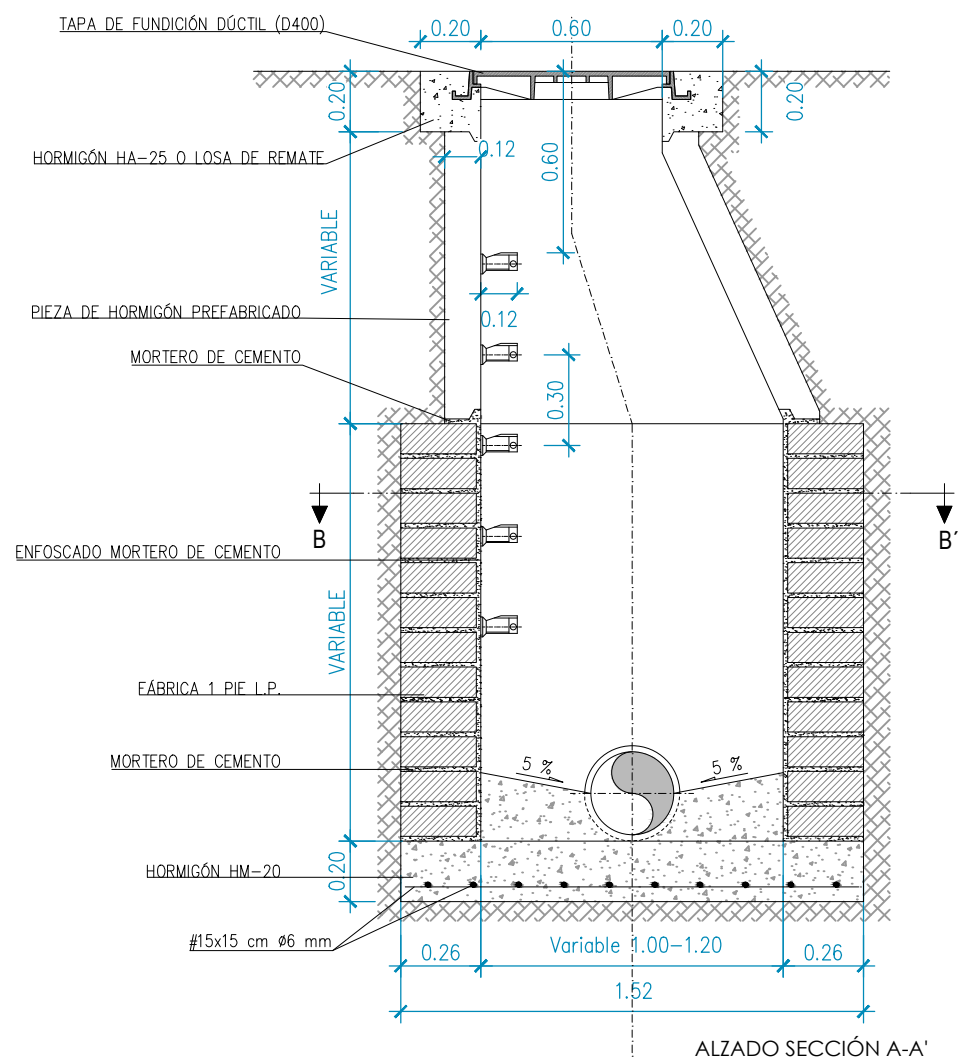 TAPA DE FUNDICIÓN DÚCTIL (D400)
0.20
0.60
0.20
0.20
0.20
HORMIGÓN HA-25 O LOSA DE REMATE
0.12
0.60
VARIABLE
PIEZA DE HORMIGÓN PREFABRICADO
0.12
MORTERO DE CEMENTO
0.30
B
B'
ENFOSCADO MORTERO DE CEMENTO
VARIABLE
FÁBRICA 1 PIE L.P.
MORTERO DE CEMENTO
5 %
5 %
HORMIGÓN HM-20
0.20
#15x15 cm Ø6 mm
0.26
Variable 1.00-1.20
0.26
1.52
ALZADO SECCIÓN A-A'